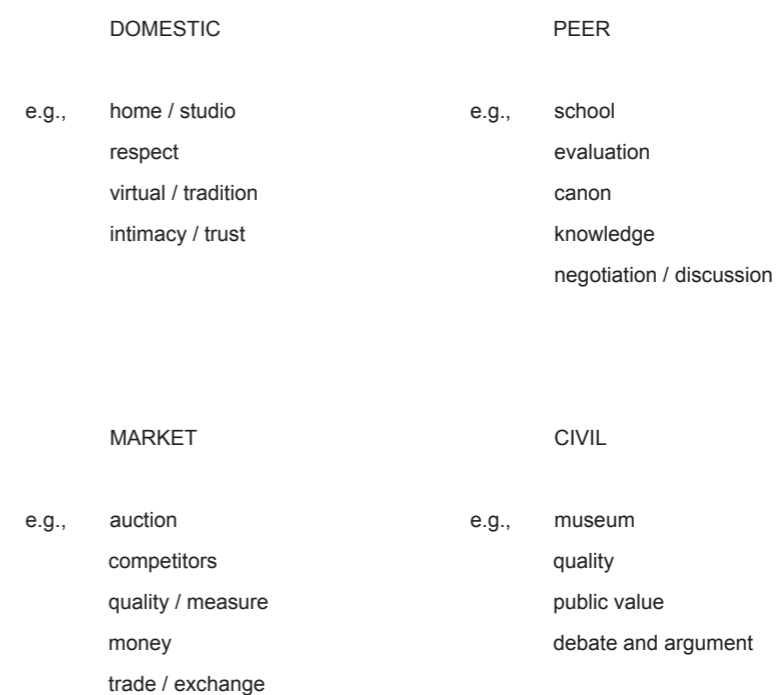 DOMESTIC
e.g., home / studio
respect
virtual / tradition
intimacy / trust
PEER
e.g., school
evaluation
canon
knowledge
negotiation / discussion
MARKET
e.g., auction
competitors
quality / measure
money
trade / exchange
CIVIL
e.g., museum
quality
public value
debate and argument